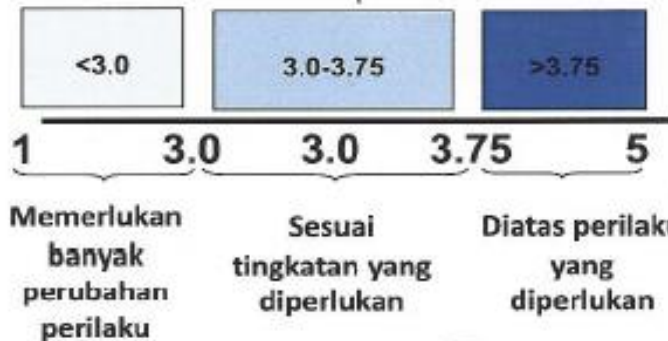 <3.0 3.0-3.75 >3.75
1 3.0 3.0 3.75 5
Memerlukan
banyak
perubahan
perilaku
Sesuai
tingkatan yang
diperlukan
Diatas perilaku
yang
diperlukan